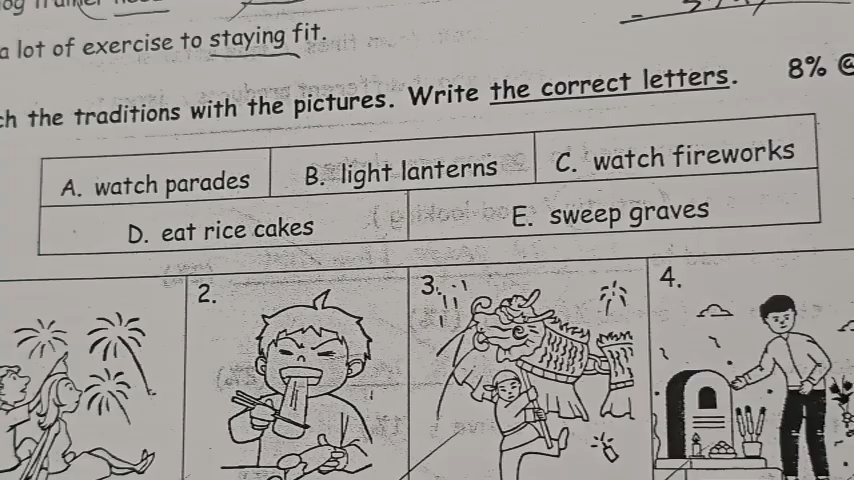 a lot of exercise to staying fit.
the traditions with the pictures. Write the correct letters. 8%
A. watch parades B. light lanterns C. watch fireworks
D. eat rice cakes E. sweep graves
2. 3. 4.